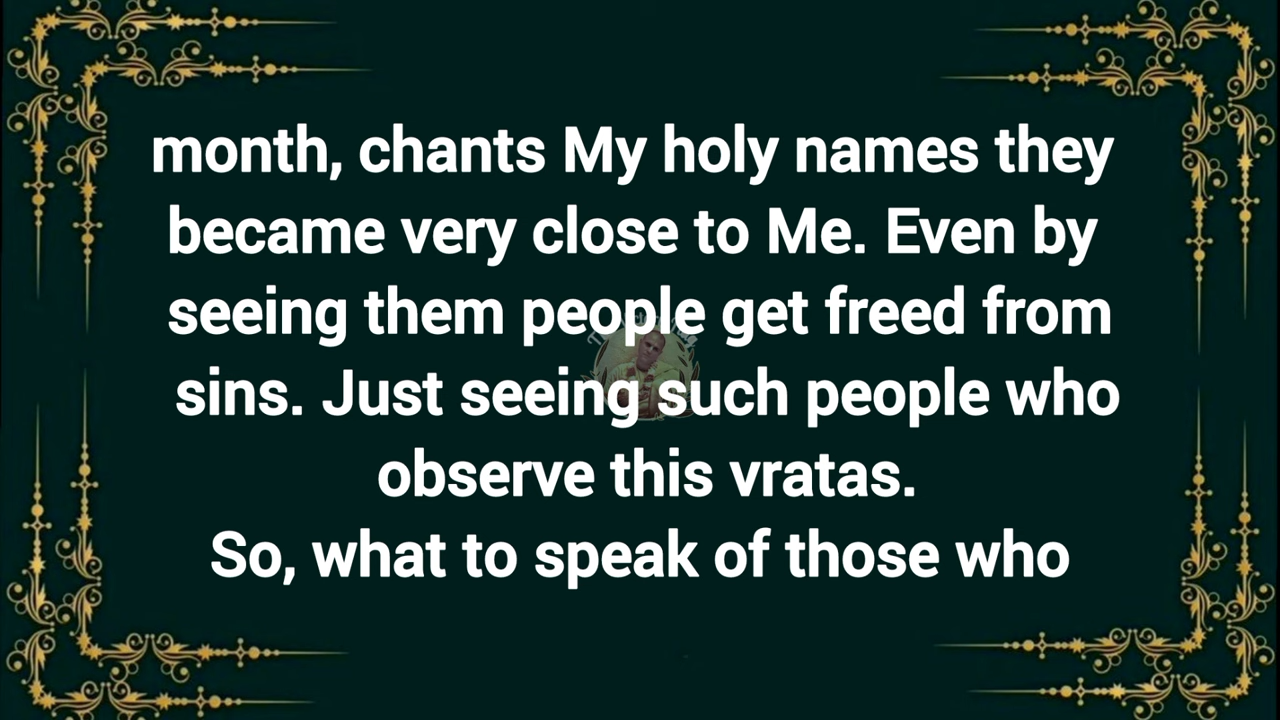 month, chants My holy names they
became very close to Me. Even by
seeing them people get freed from
sins. Just seeing such people who
observe this vratas.
So, what to speak of those who